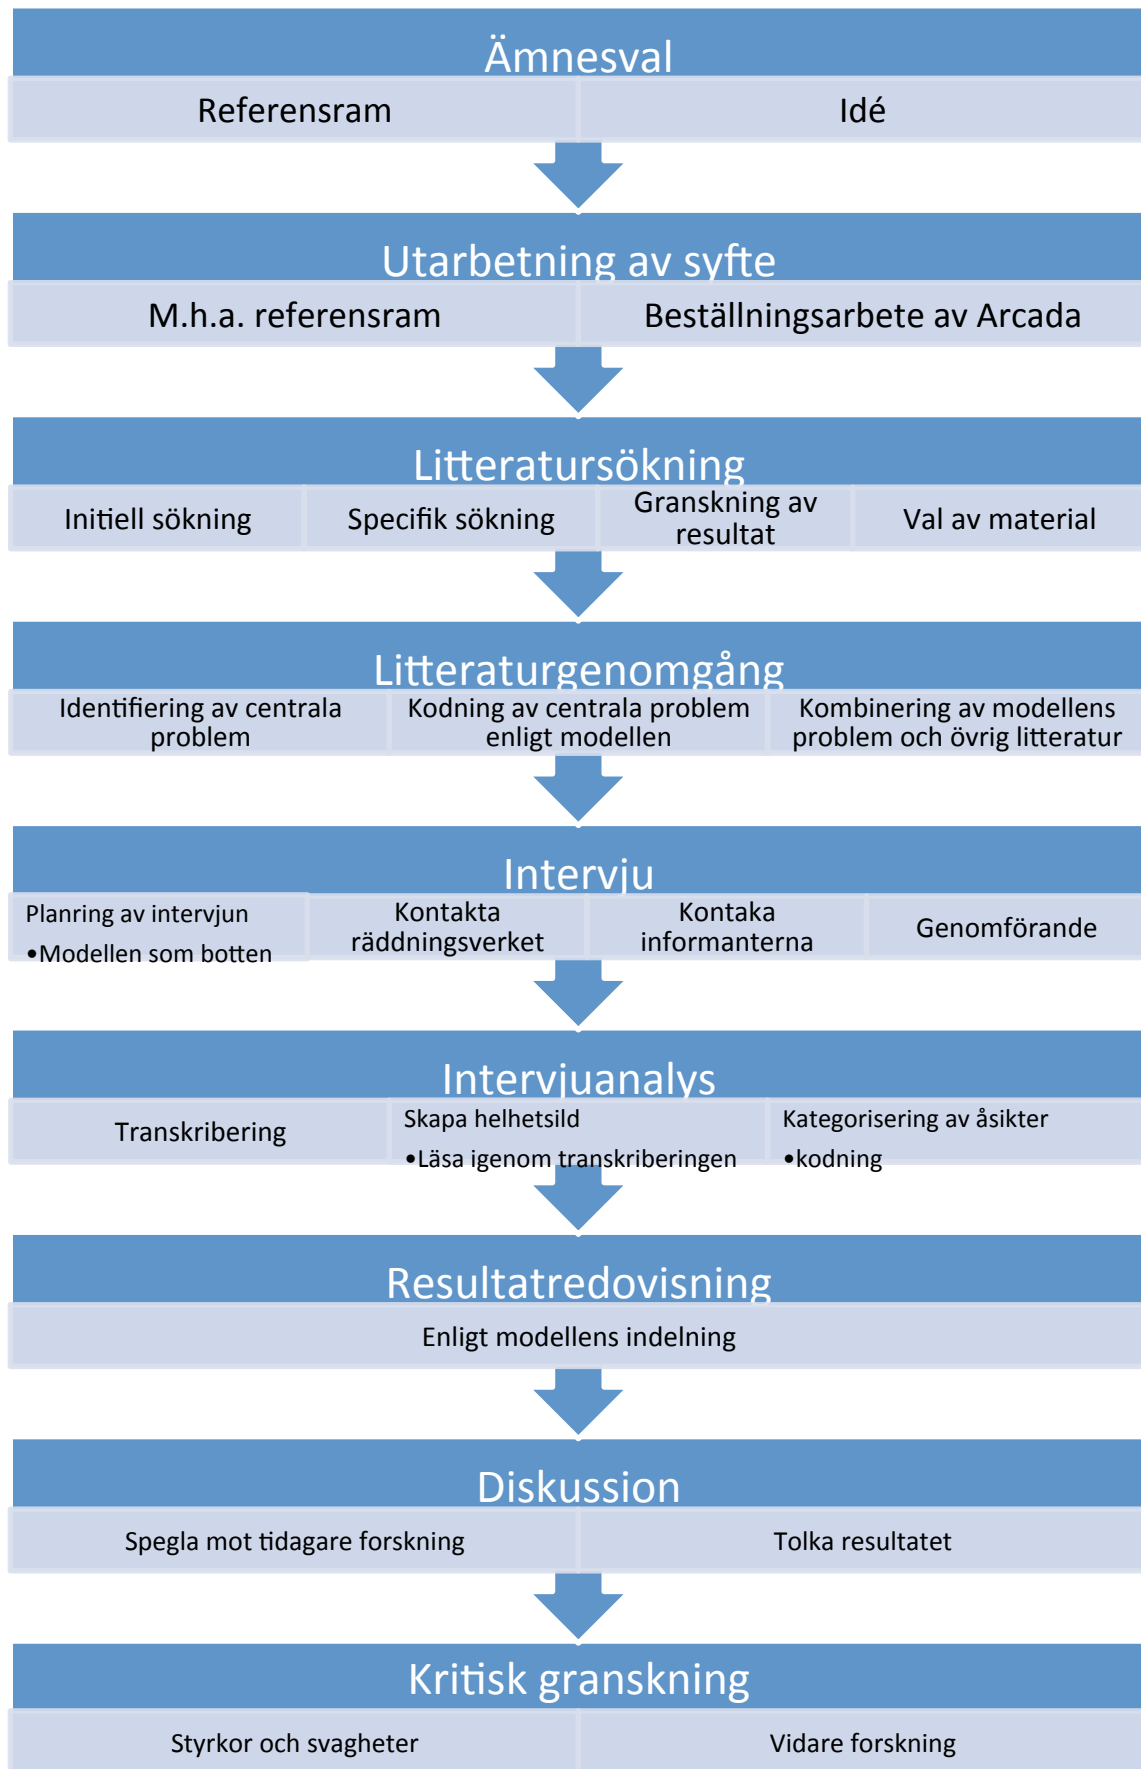 Ämnesval
Referensram
Idé
Utarbetning av syfte
M.h.a. referensram
Beställningsarbete av Arcada
Litteratursökning
Initiell sökning
Specifik sökning
Granskning av
resultat
Val av material
Litteraturgenomgång
Identifiering av centrala
problem
Kodning av centrala problem
enligt modellen
Kombinering av modellens
problem och övrig litteratur
Intervju
Planring av intervjun
•Modellen som botten
Kontakta
räddningsverket
Kontaka
informanterna
Genomförande
Intervjuanalys
Transkribering
Skapa helhetsild
•Läsa igenom transkriberingen
Kategorisering av åsikter
•kodning
Resultatredovisning
Enligt modellens indelning
Diskussion
Spegla mot tidagare forskning
Tolka resultatet
Kritisk granskning
Styrkor och svagheter
Vidare forskning